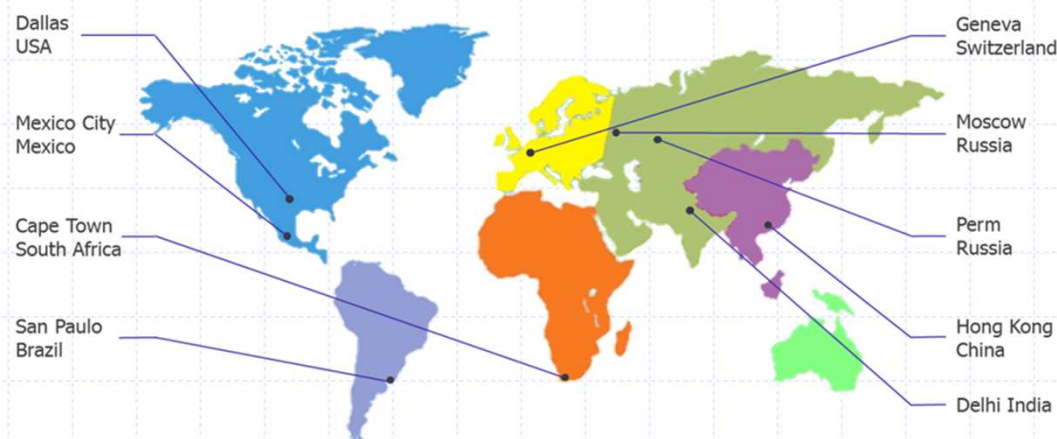 Dallas
USA
Mexico City
Mexico
Cape Town
South Africa
San Paulo
Brazil
Geneva
Switzerland
Moscow
Russia
Perm
Russia
Hong Kong
China
Delhi India